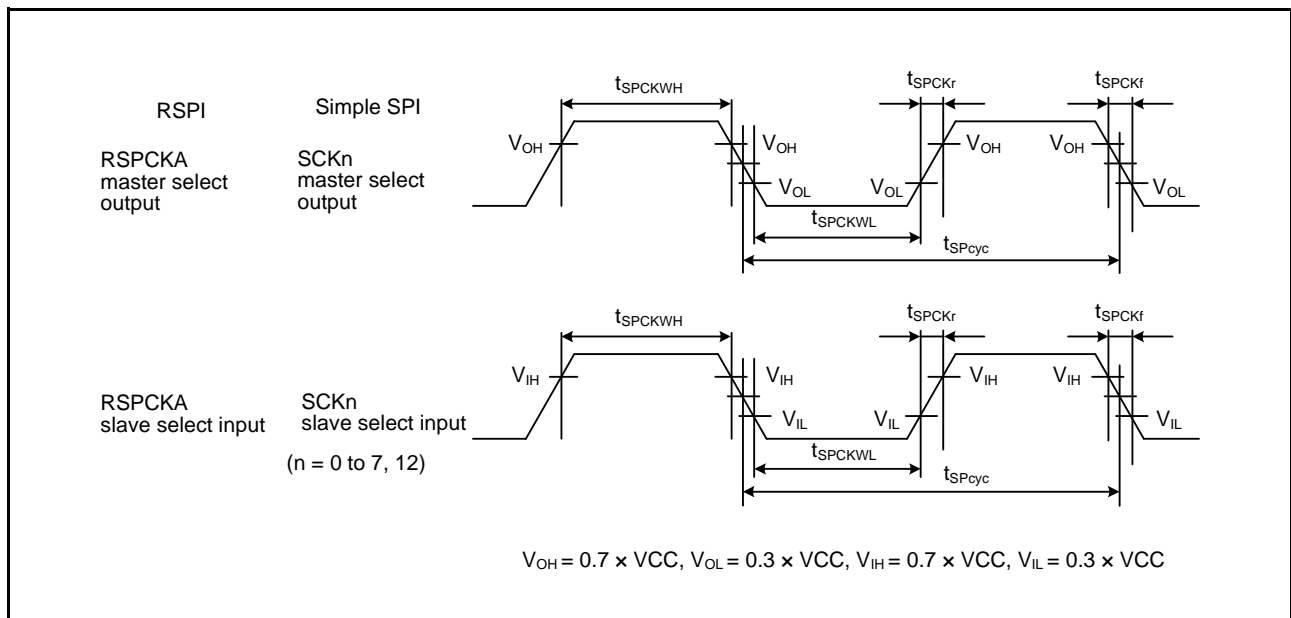 RSPI
Simple SPI
tSPCKWH
tSPCKr
tSPCKf
RSPCKA
master select
output
SCKn
master select
output
VOH
VOH
VOL
VOL
VOH
VOH
VOL
tSPCKWL
tSPcyc
tSPCKWH
tSPCKr
tSPCKf
RSPCKA
slave select input
SCKn
slave select input
(n = 0 to 7, 12)
VIH
VIH
VIL
VIL
VIH
VIH
VIL
tSPCKWL
tSPcyc
VOH = 0.7 × VCC, VOL = 0.3 × VCC, VIH = 0.7 × VCC, VIL = 0.3 × VCC